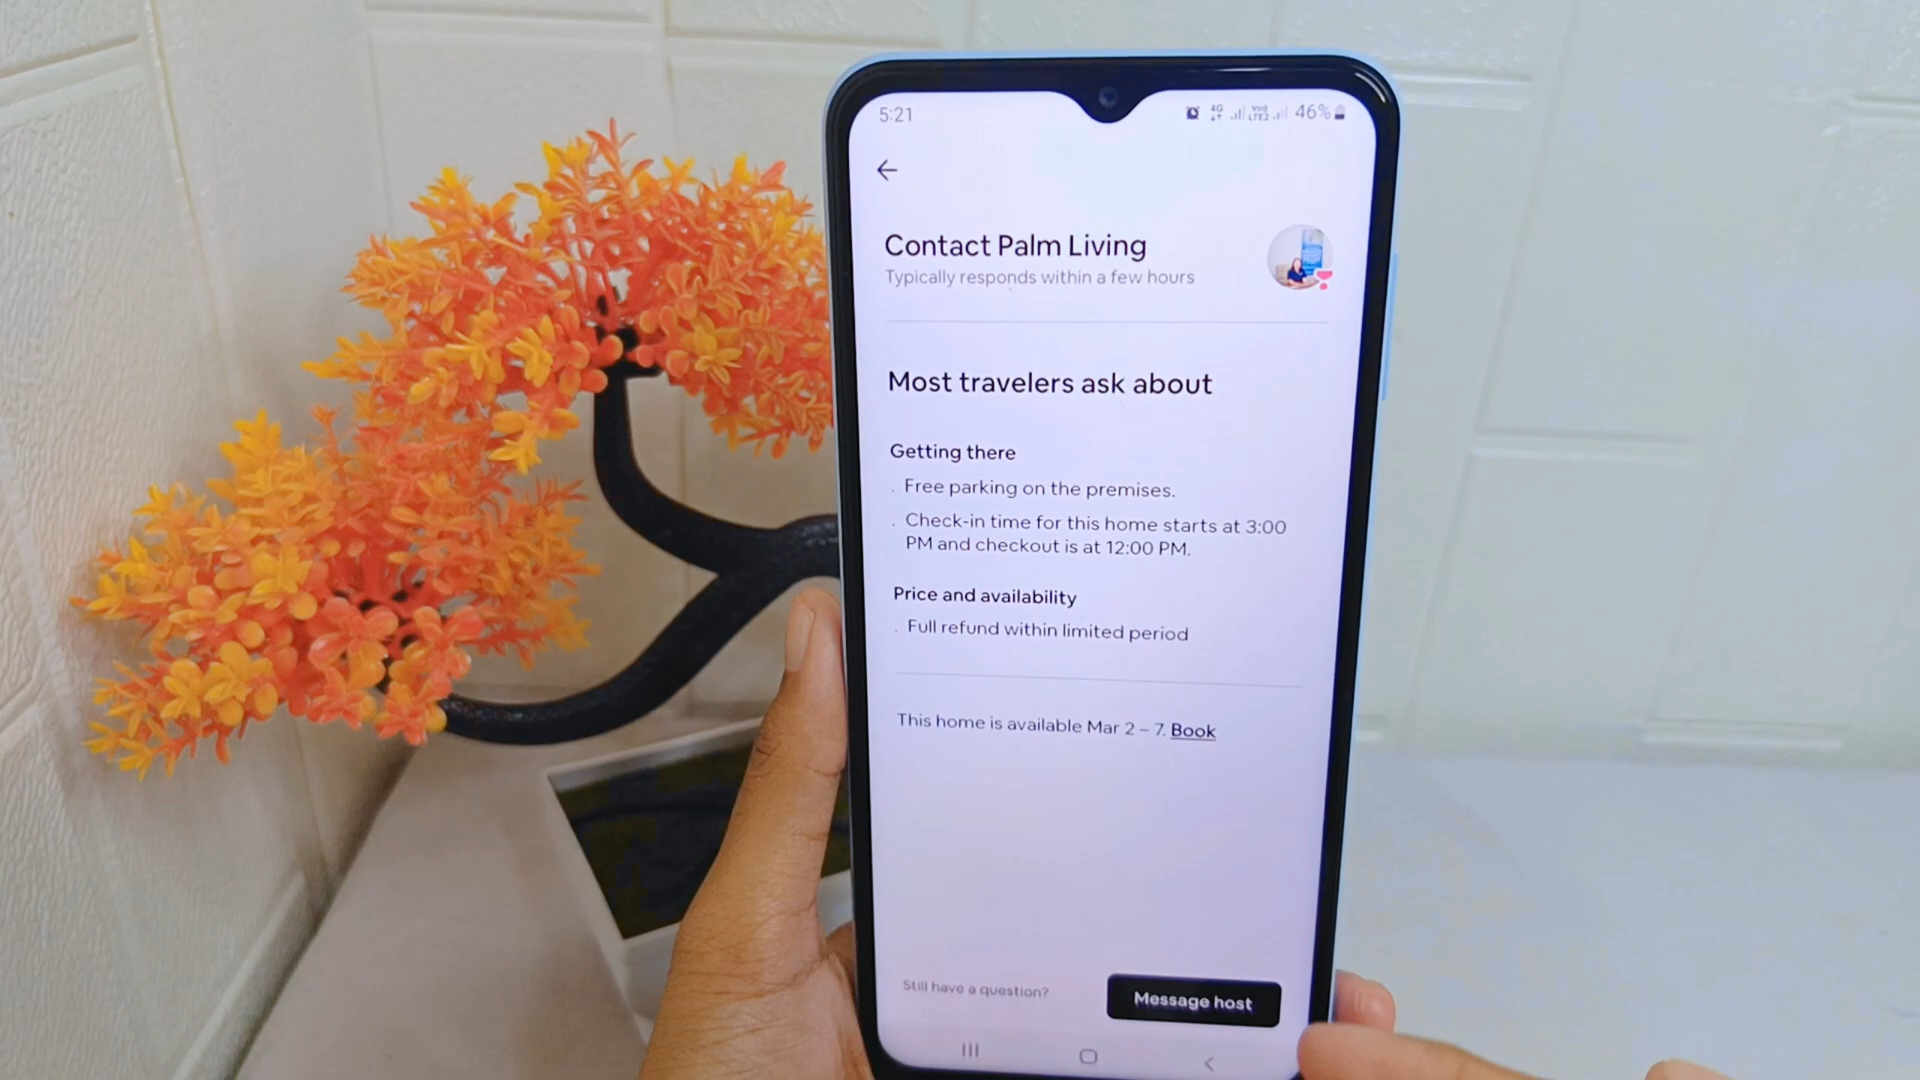 5:21
4G VoD LTE2 46%
Contact Palm Living
Typically responds within a few hours
Most travelers ask about
Getting there
. Free parking on the premises.
. Check-in time for this home starts at 3:00
PM and checkout is at 12:00 PM.
Price and availability
. Full refund within limited period
This home is available Mar 2 – 7. Book
Still have a question?
Message host